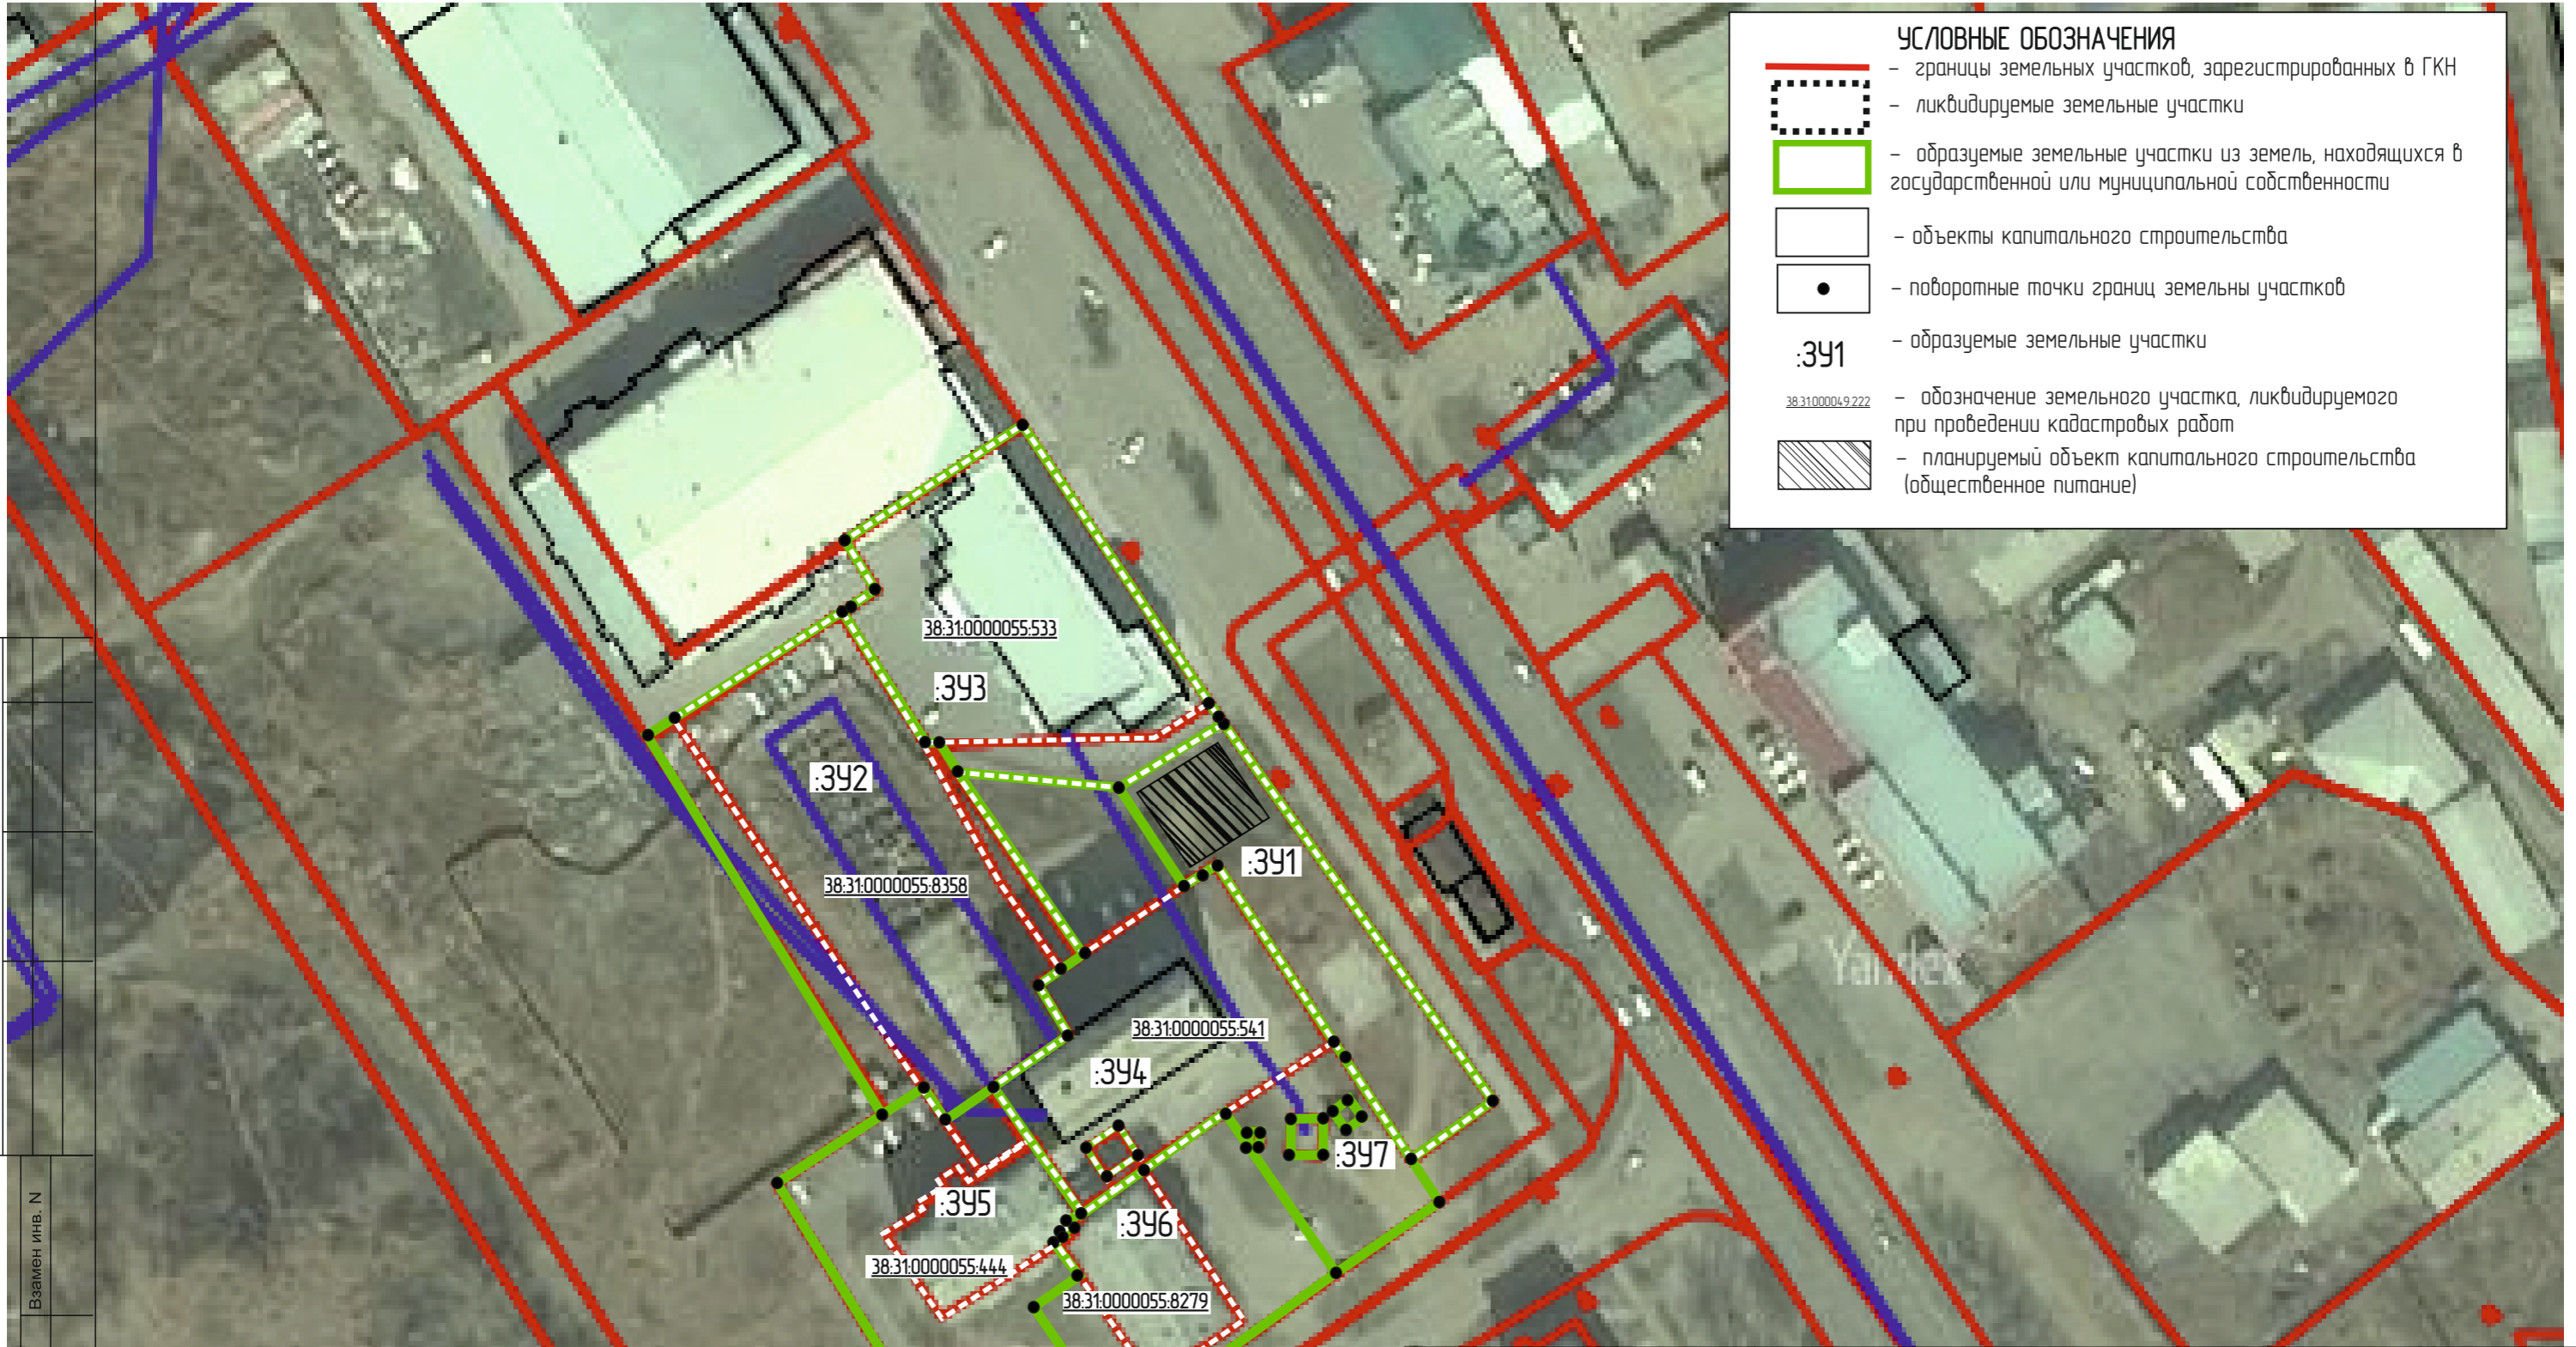 УСЛОВНЫЕ ОБОЗНАЧЕНИЯ
- границы земельных участков, зарегистрированных в ГКН
- ликвидируемые земельные участки
- образуемые земельные участки из земель, находящихся в
государственной или муниципальной собственности
- объекты капитального строительства
- поворотные точки границ земельны участков
:ЗУ1
- образуемые земельные участки
38:31:000049:222
- обозначение земельного участка, ликвидируемого
при проведении кадастровых работ
- планируемый объект капитального строительства
(общественное питание)
38:31:0000055:533
:ЗУ3
:ЗУ2
:ЗУ1
38:31:0000055:8358
Yandex
38:31:0000055:541
:ЗУ4
:ЗУ7
:ЗУ5
:ЗУ6
38:31:0000055:444
38:31:0000055:8279
Взамен инв. N